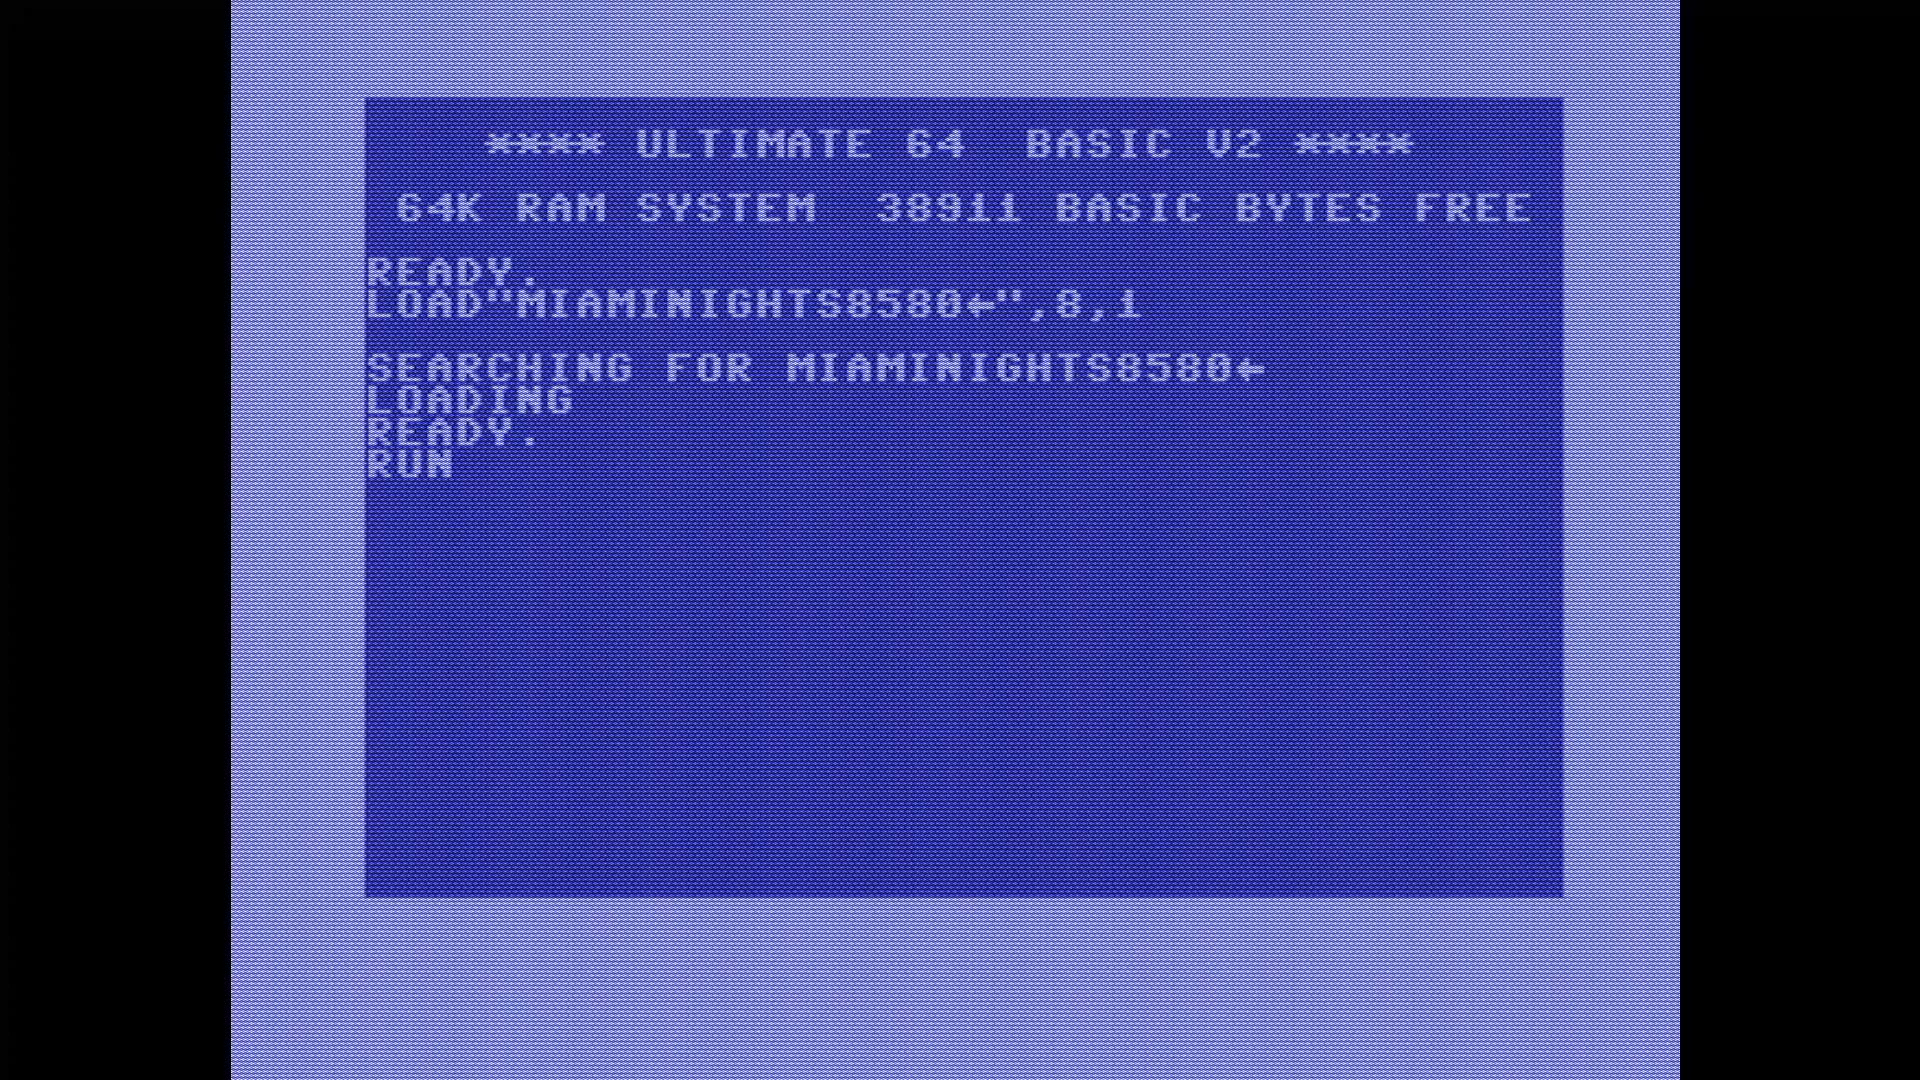 **** ULTIMATE 64  BASIC V2 ****
64K RAM SYSTEM  38911 BASIC BYTES FREE
READY.
LOAD"MIAMINIGHTS8580←",8,1
SEARCHING FOR MIAMINIGHTS8580←
LOADING
READY.
RUN